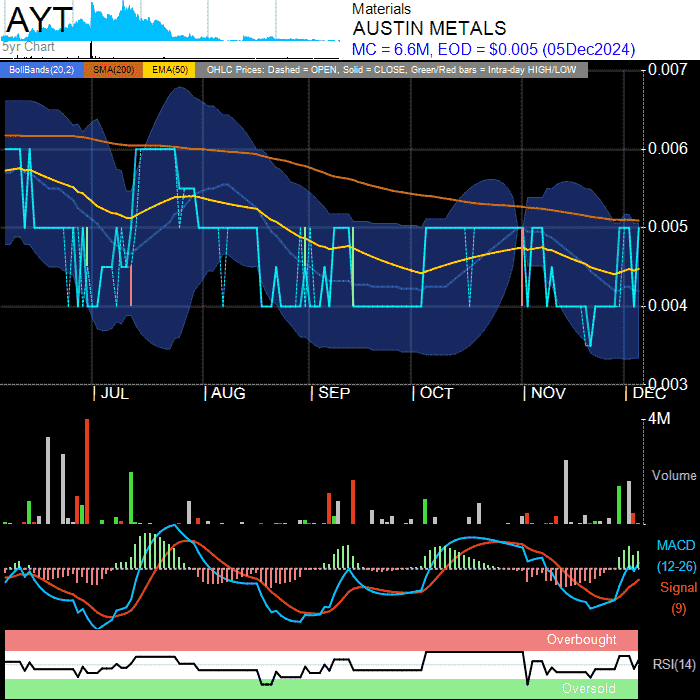 AYT
5yr Chart
Materials
AUSTIN METALS
MC = 6.6M, EOD = $0.005 (05Dec2024)
BollBands(20,2) SMA(200) EMA(50) OHLC Prices: Dashed = OPEN, Solid = CLOSE, Green/Red bars = Intra-day HIGH/LOW
0.007
0.006
0.005
0.004
0.003
| JUL | AUG | SEP | OCT | NOV | DEC
4M
Volume
MACD
(12-26)
Signal
(9)
Overbought
RSI(14)
Oversold